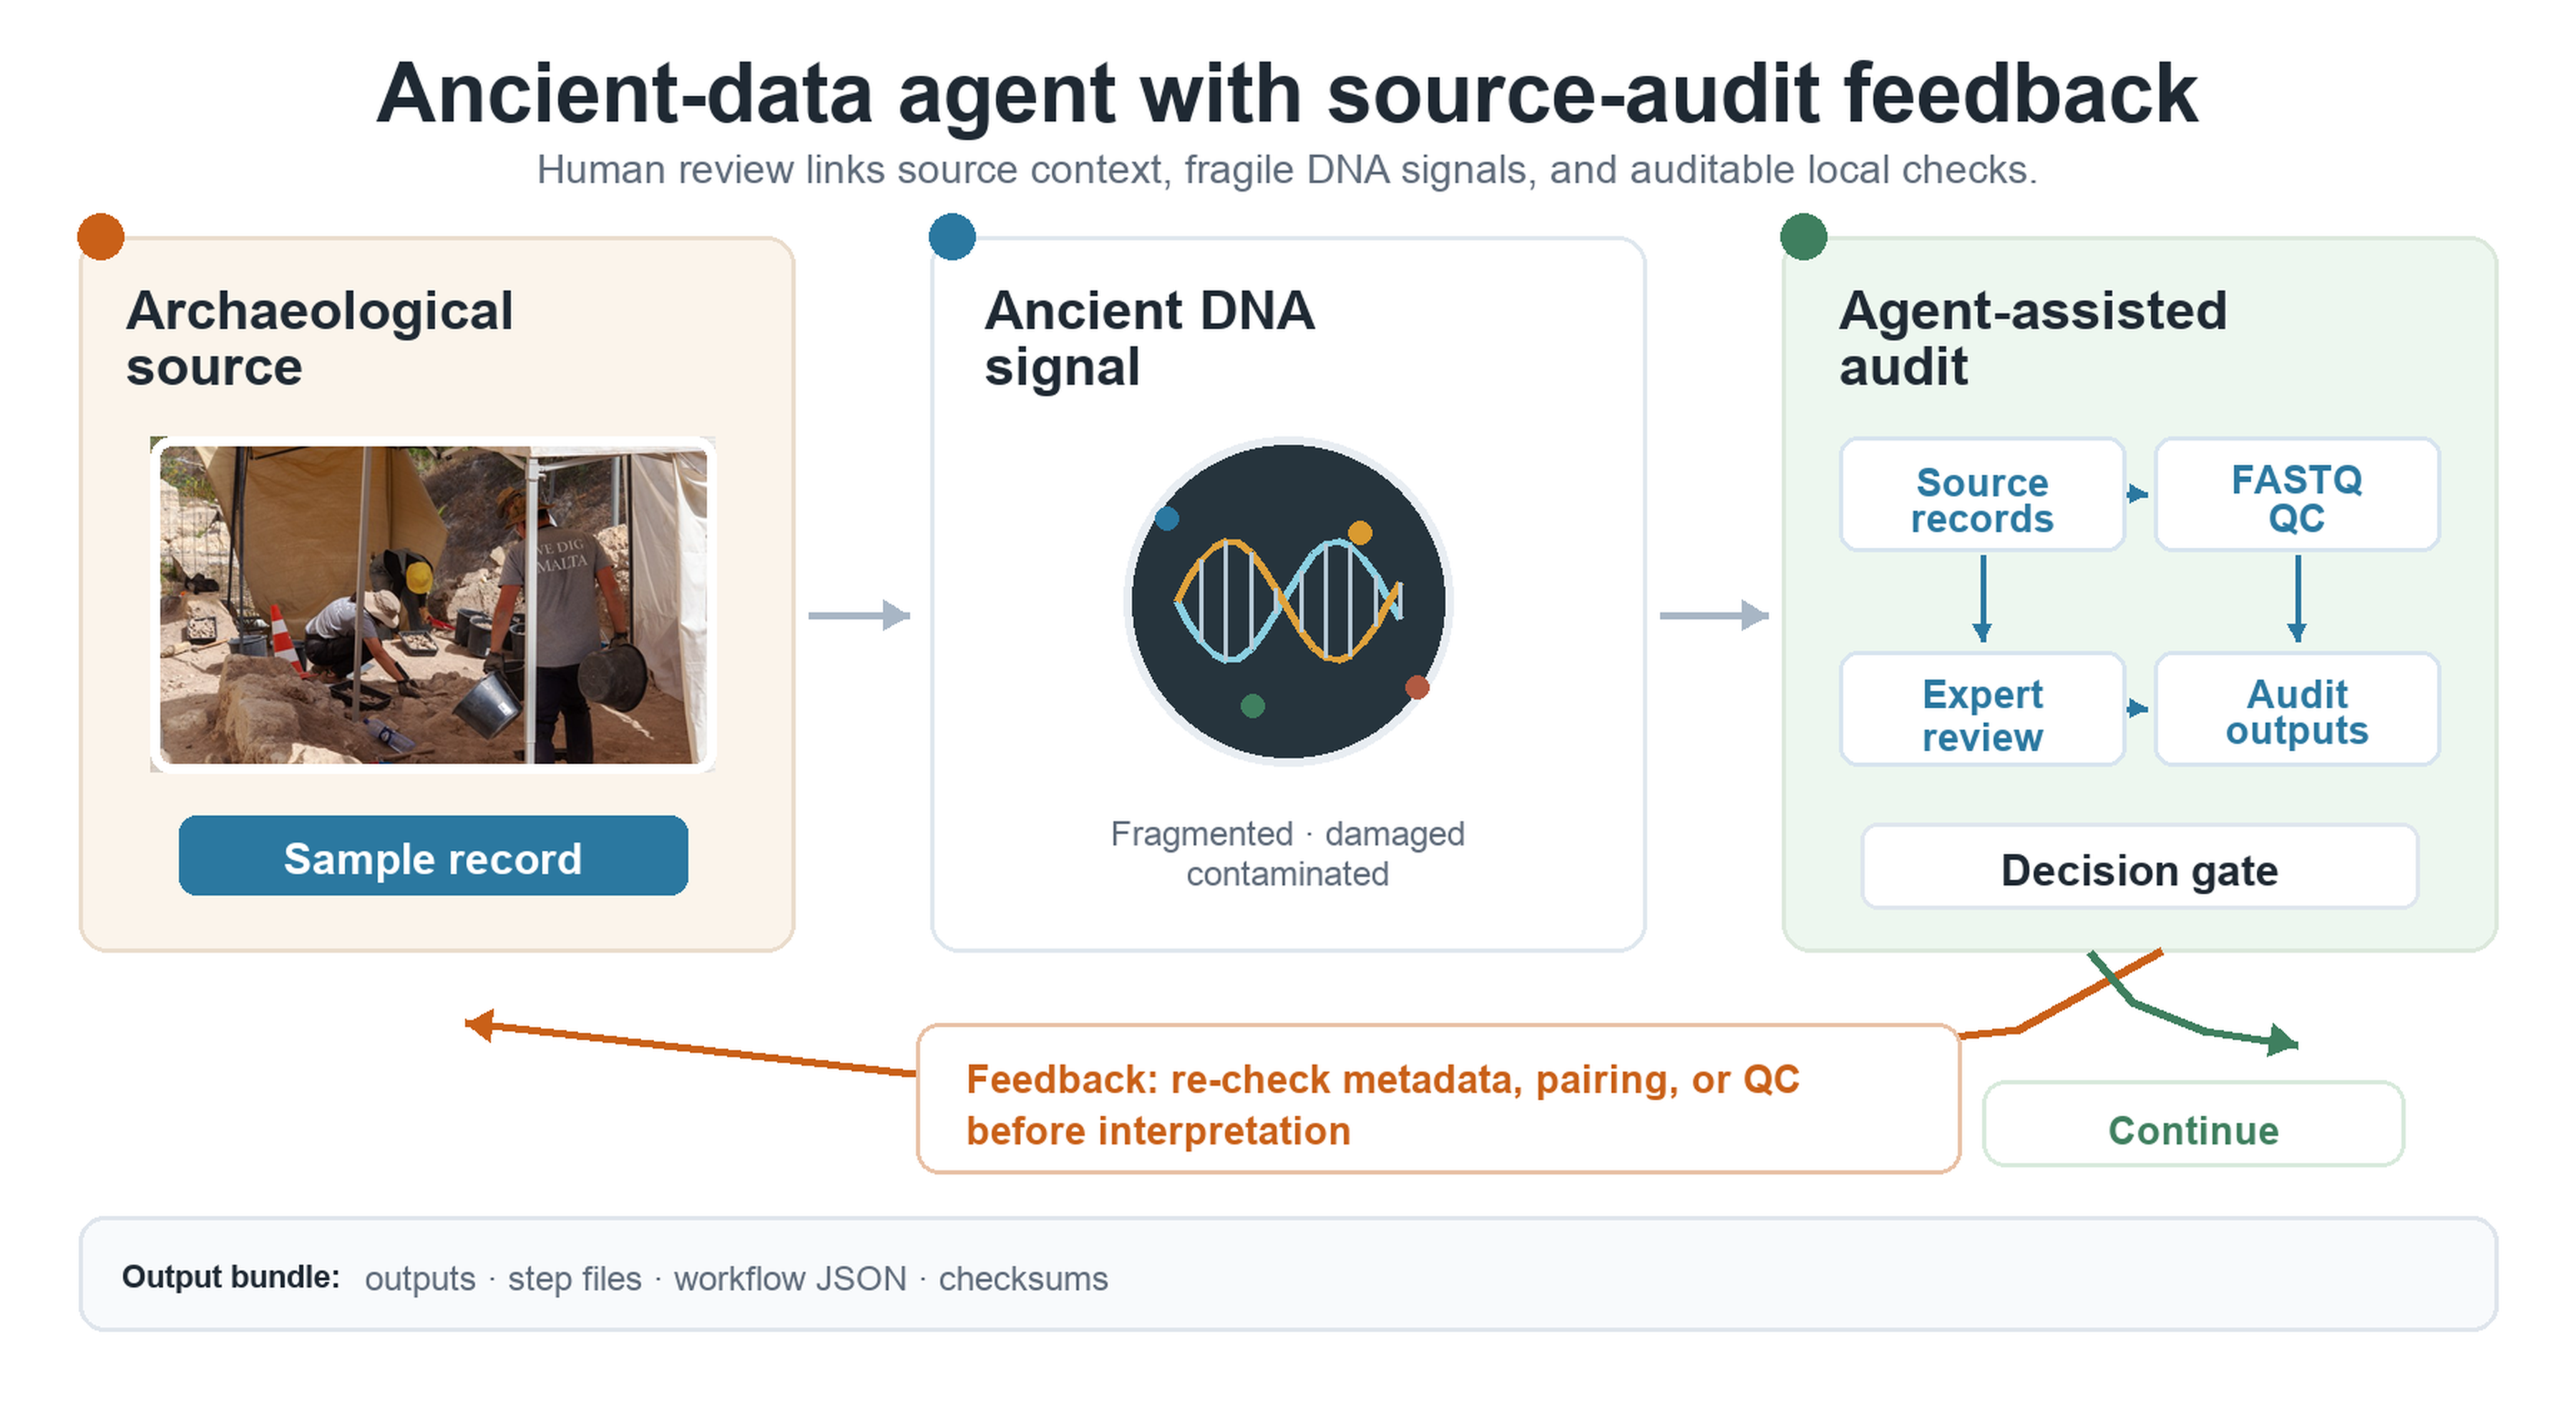 Ancient-data agent with source-audit feedback
Human review links source context, fragile DNA signals, and auditable local checks.
Archaeological
source
WE DIG
MALTA
Sample record
Ancient DNA
signal
Fragmented · damaged
contaminated
Agent-assisted
audit
Source
records
FASTQ
QC
Expert
review
Audit
outputs
Decision gate
Feedback: re-check metadata, pairing, or QC
before interpretation
Continue
Output bundle: outputs · step files · workflow JSON · checksums